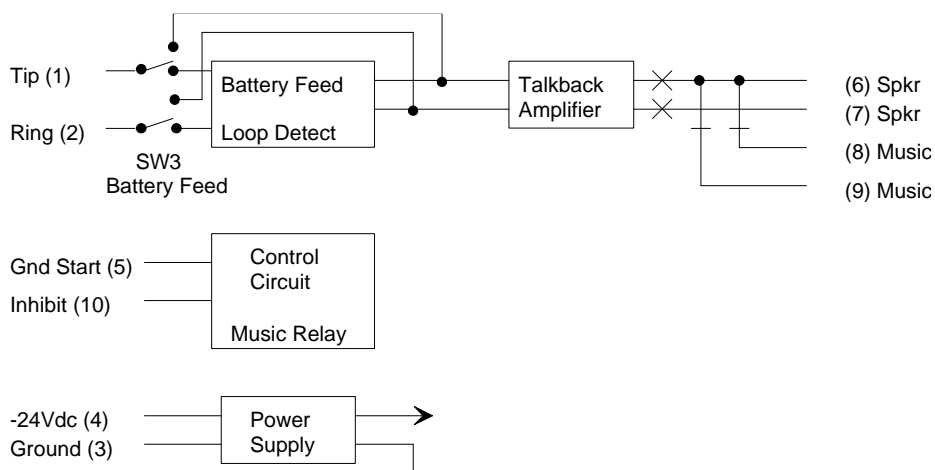 Tip (1)
Ring (2)
SW3
Battery Feed
Battery Feed
Loop Detect
Talkback
Amplifier
(6) Spkr
(7) Spkr
(8) Music
(9) Music
Gnd Start (5)
Inhibit (10)
Control
Circuit
Music Relay
-24Vdc (4)
Ground (3)
Power
Supply